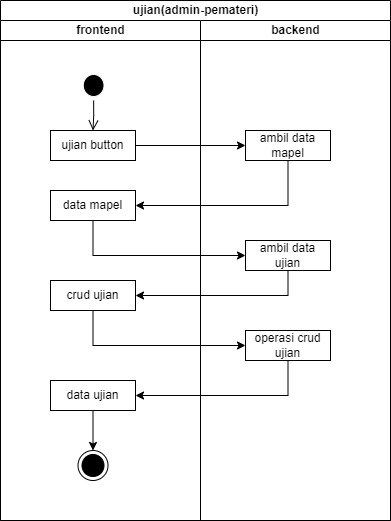 ujian(admin-pemateri)
frontend
backend
ujian button
ambil data
mapel
data mapel
ambil data
ujian
crud ujian
operasi crud
ujian
data ujian